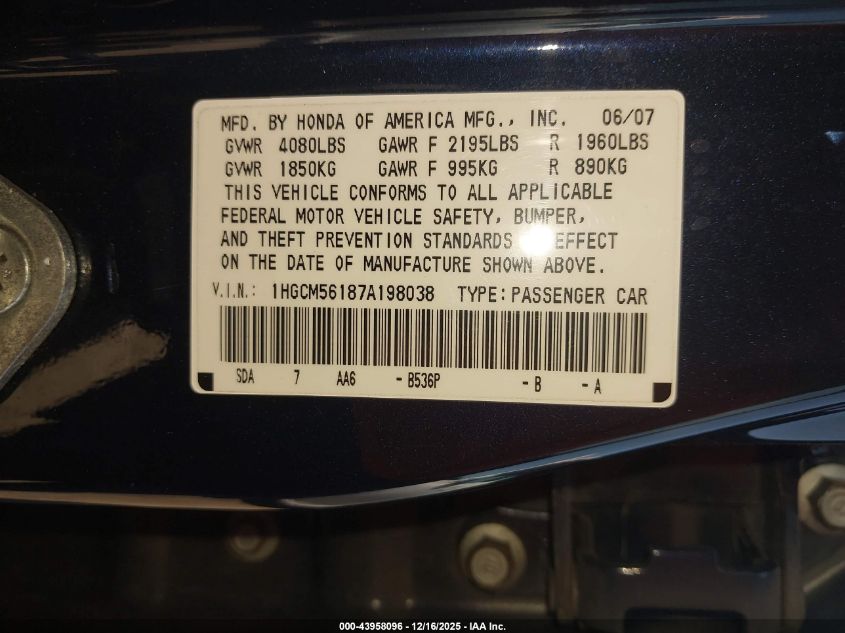 MFD. BY HONDA OF AMERICA MFG., INC. 06/07
GVWR 4080LBS GAWR F 2195LBS R 1960LBS
GVWR 1850KG GAWR F 995KG R 890KG
THIS VEHICLE CONFORMS TO ALL APPLICABLE
FEDERAL MOTOR VEHICLE SAFETY, BUMPER,
AND THEFT PREVENTION STANDARDS EFFECT
ON THE DATE OF MANUFACTURE SHOWN ABOVE.
V.I.N.: 1HGCM56187A198038 TYPE: PASSENGER CAR
SDA 7 AA6 - B536P - B - A
000-43958096 - 12/16/2025 - IAA Inc.